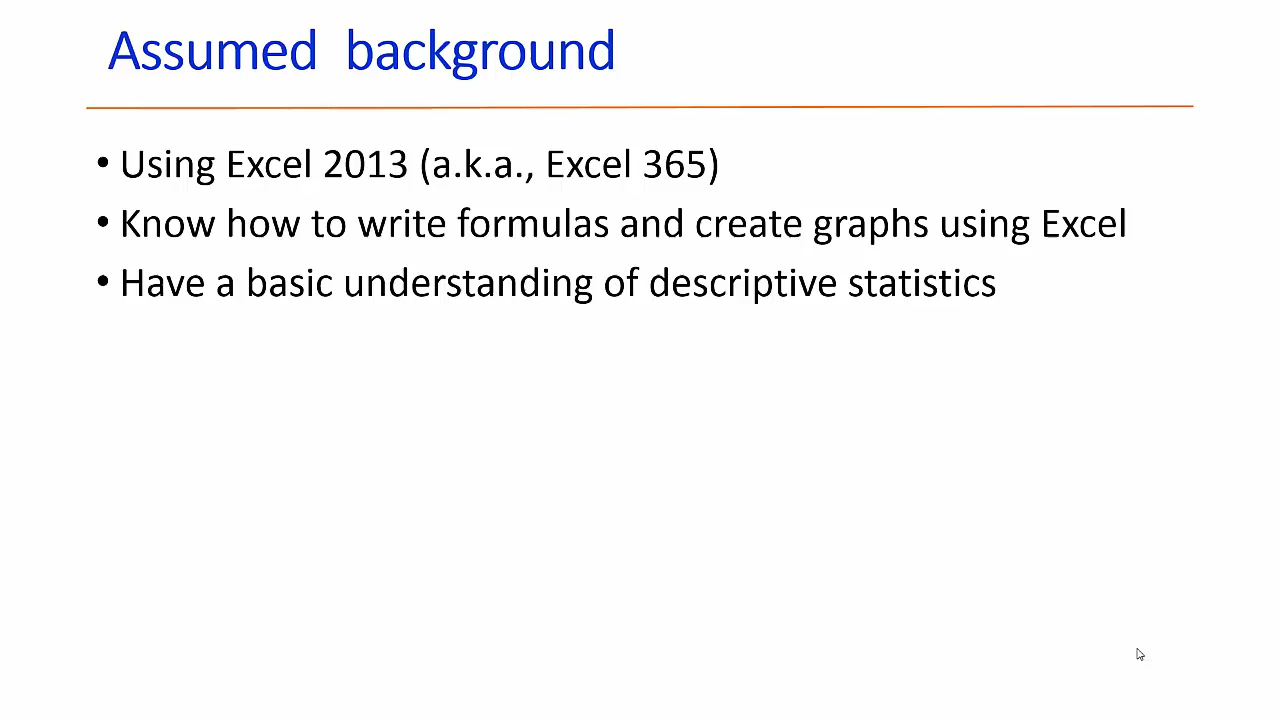 Assumed background
• Using Excel 2013 (a.k.a., Excel 365)
• Know how to write formulas and create graphs using Excel
• Have a basic understanding of descriptive statistics